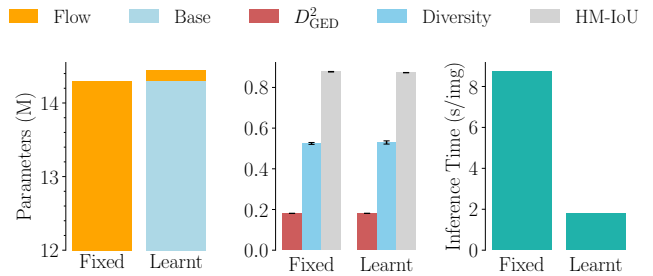 Flow Base D²_GED Diversity HM-IoU
Parameters (M)
14
13
12
Fixed Learnt
0.8
0.6
0.4
0.2
0.0
Fixed Learnt
Inference Time (s/img)
8
6
4
2
0
Fixed Learnt